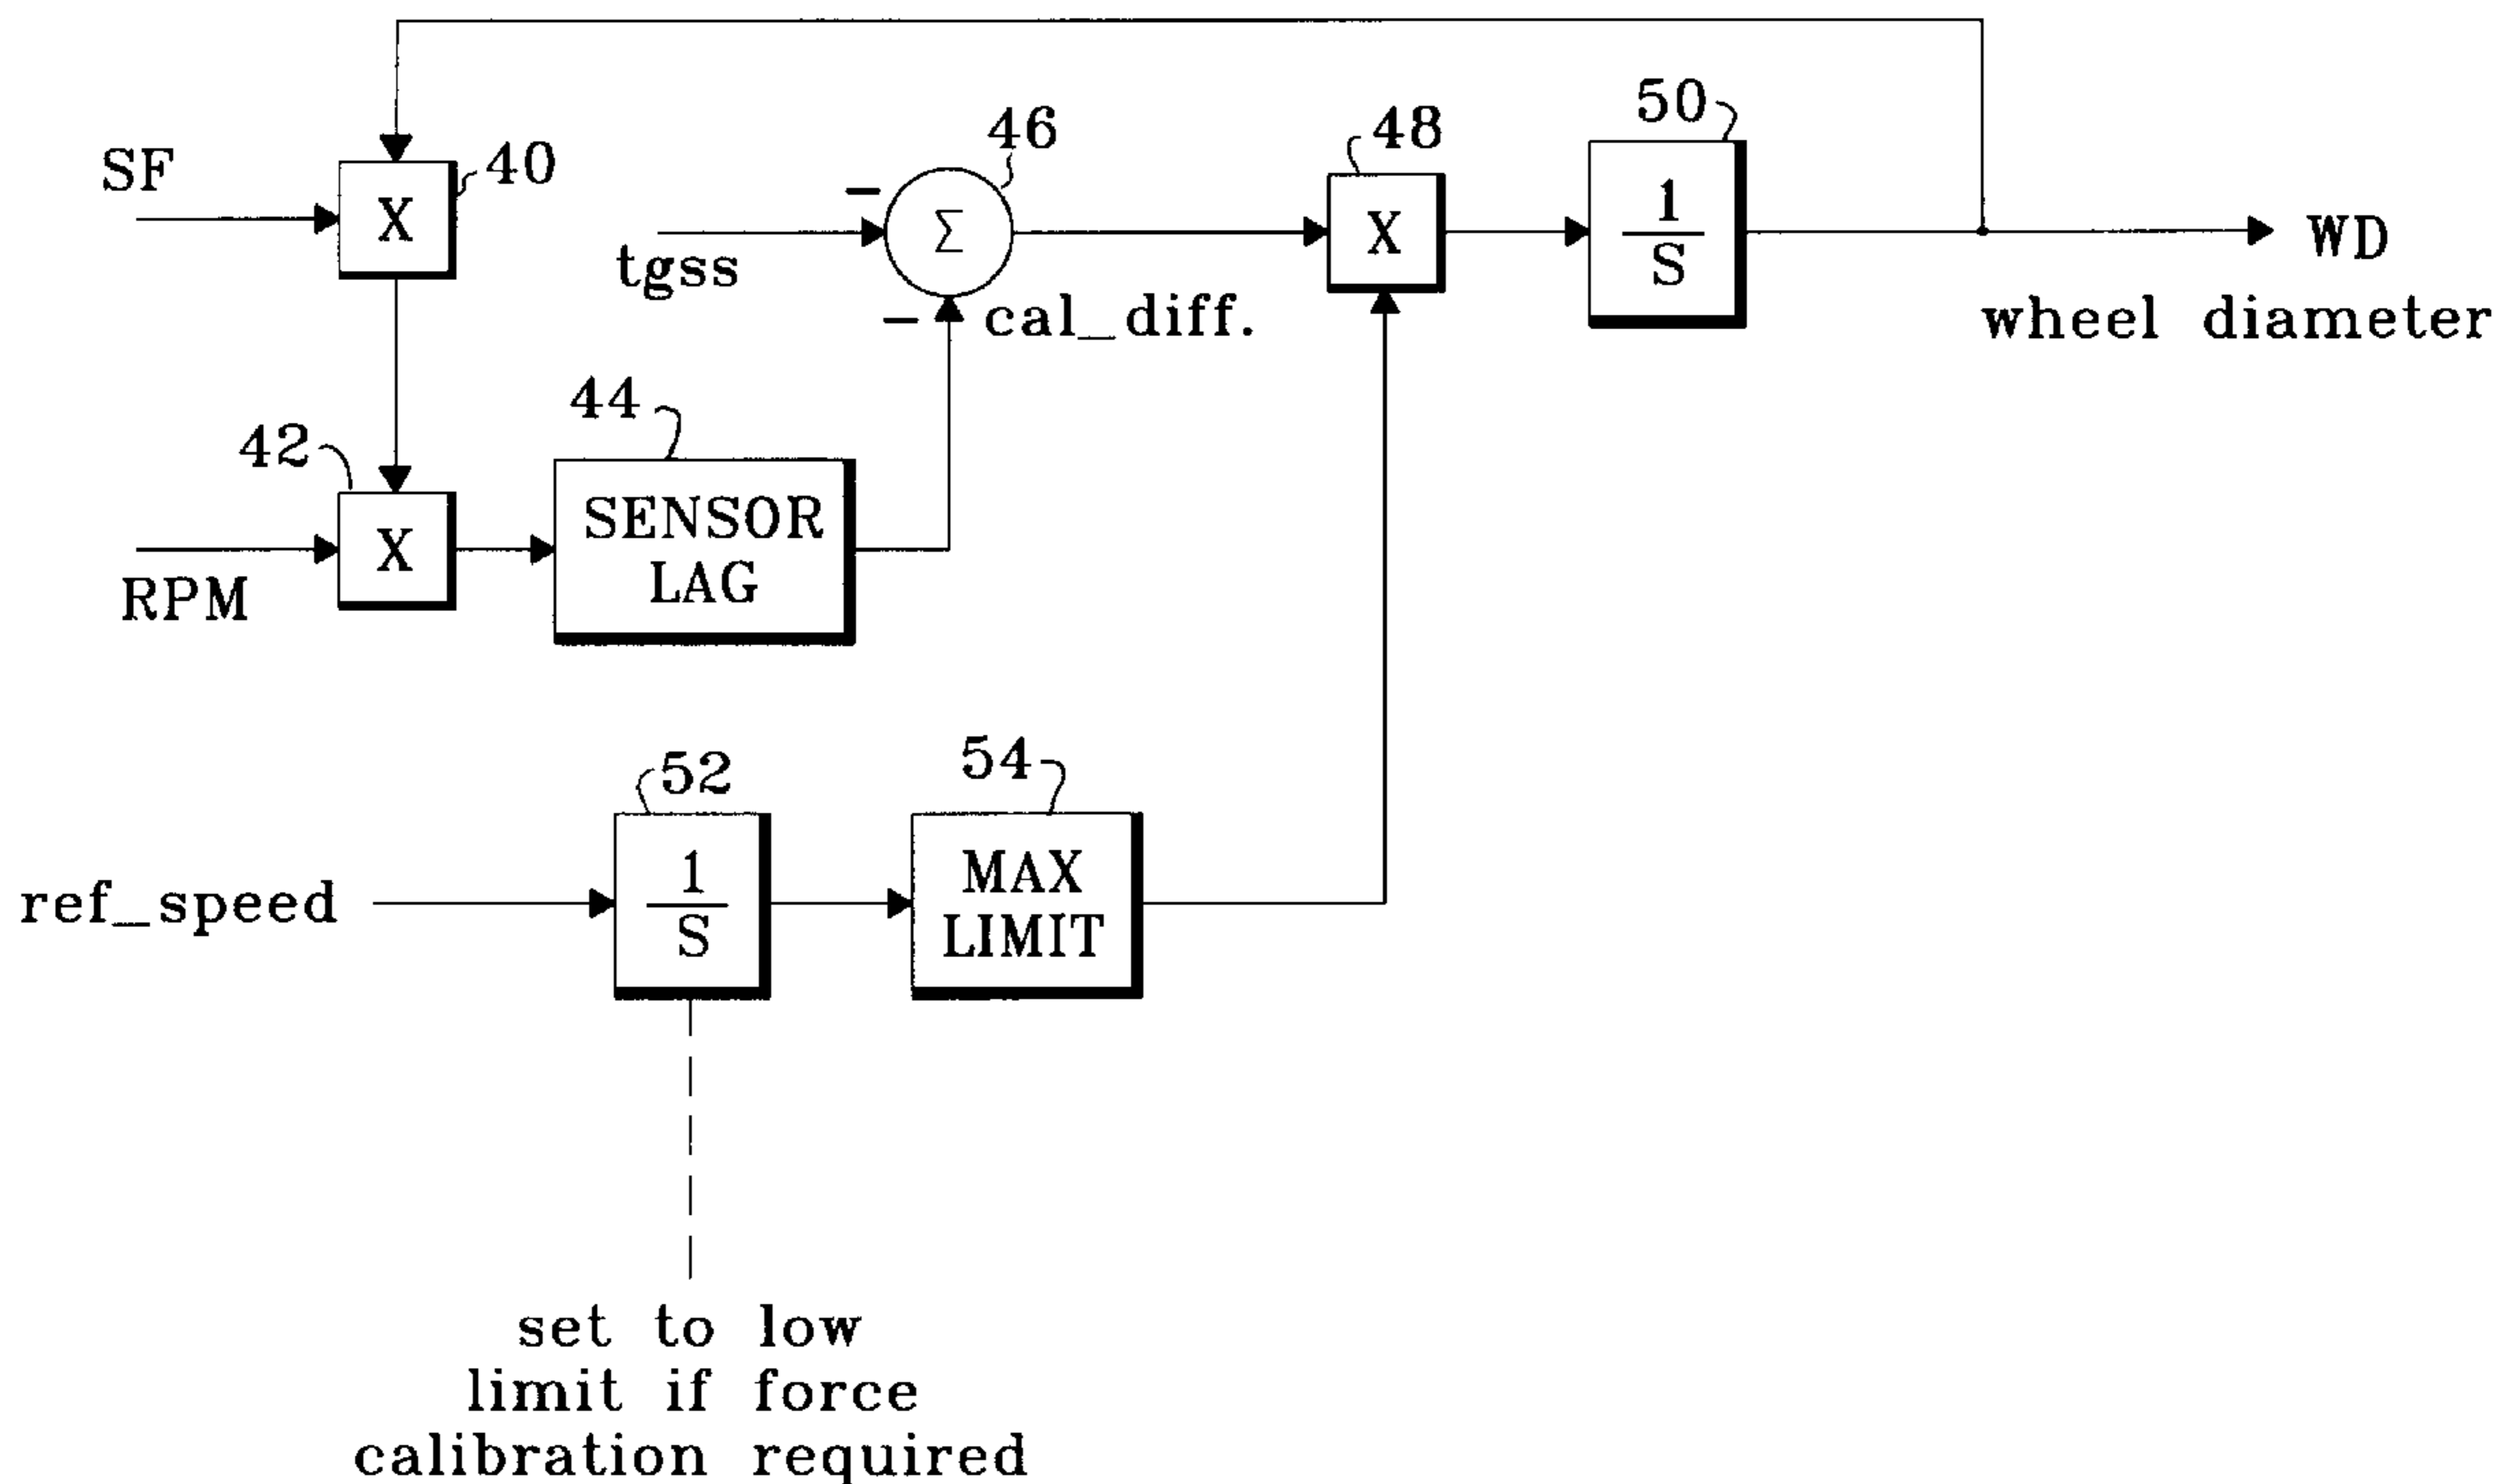 SF
X
40
−
tgss
Σ
46
− cal_diff.
X
48
1
S
50
WD
wheel diameter
42
X
RPM
44
SENSOR
LAG
ref_speed
52
1
S
54
MAX
LIMIT
set to low
limit if force
calibration required